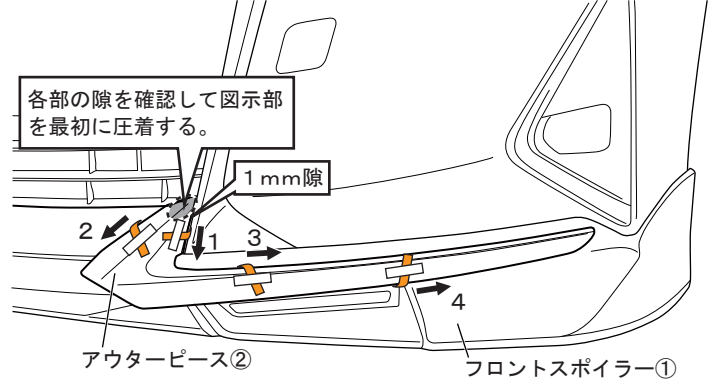 各部の隙を確認して図示部
を最初に圧着する。
1mm隙
2
1
3
4
アウターピース②
フロントスポイラー①